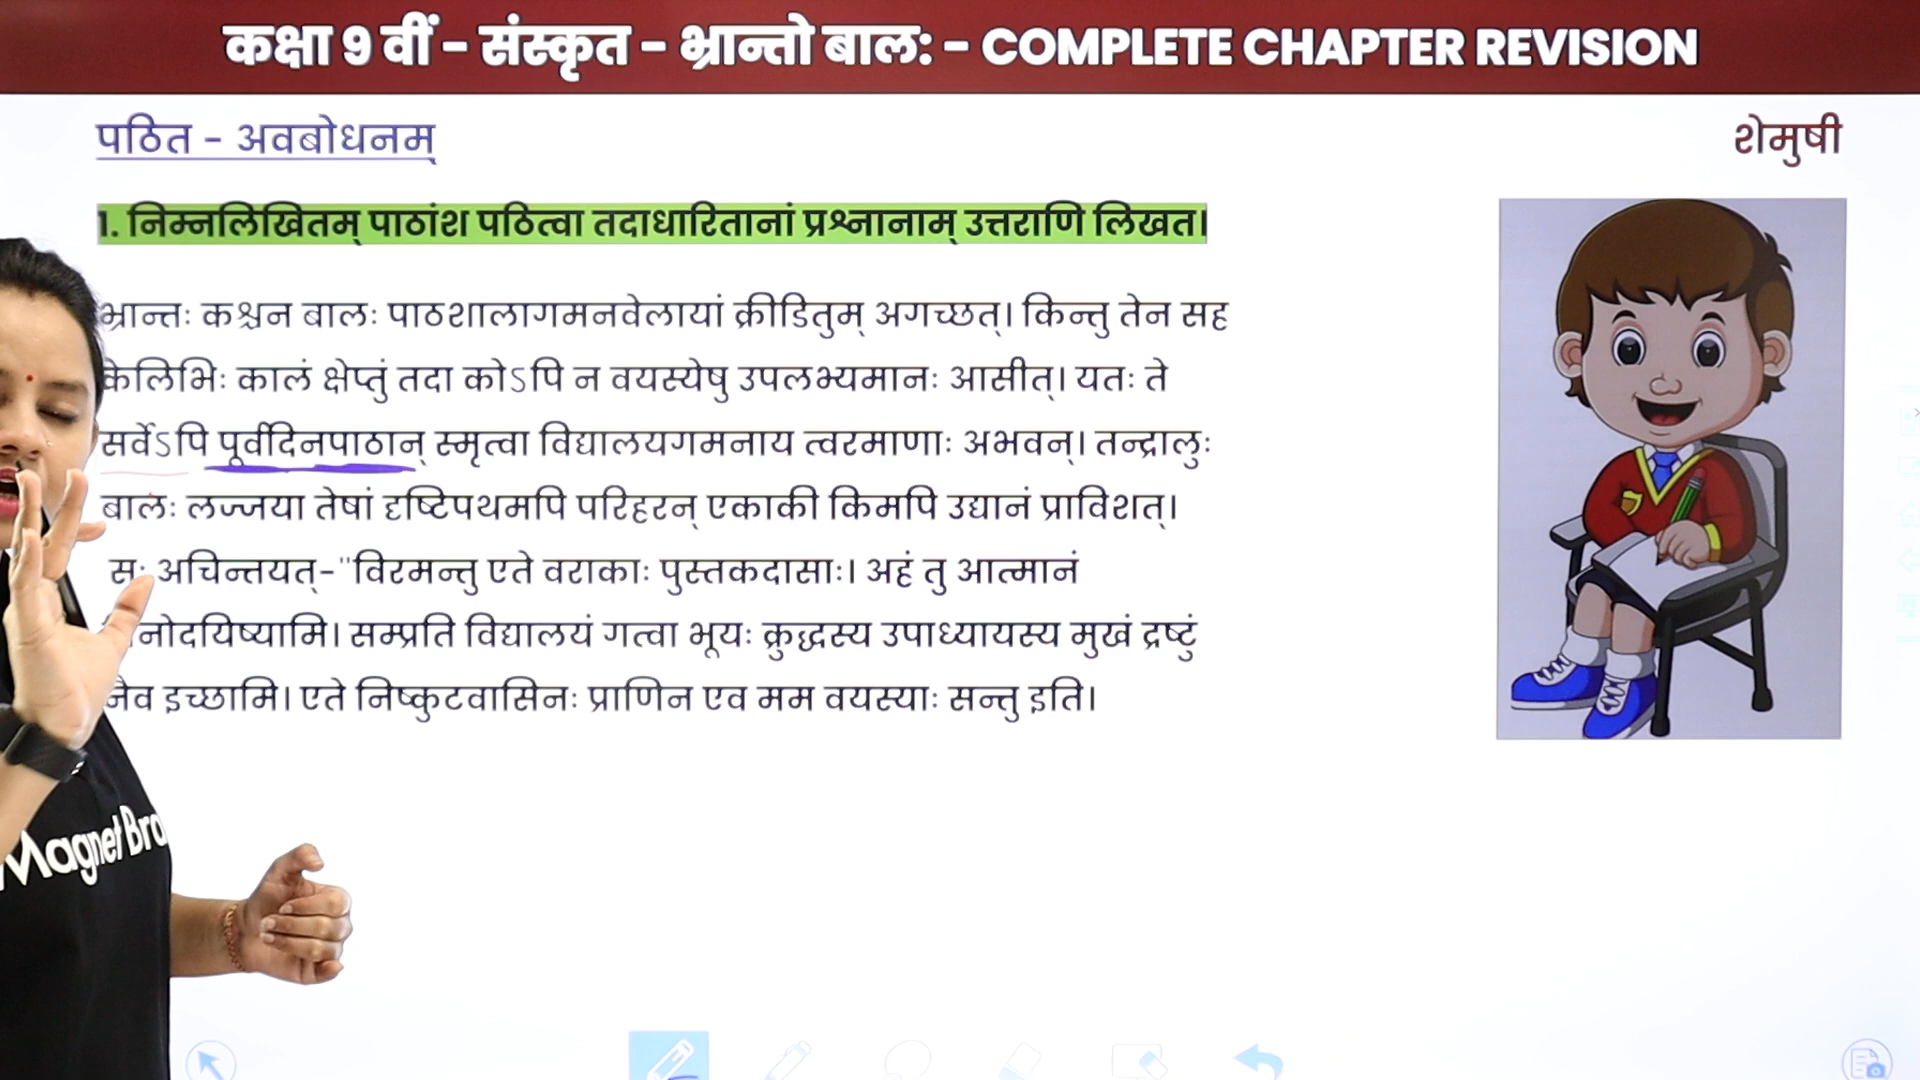 कक्षा 9 वीं - संस्कृत - भ्रान्तो बाल: - COMPLETE CHAPTER REVISION
पठित - अवबोधनम्
शेमुषी
1. निम्नलिखितम् पाठांश पठित्वा तदाधारितानां प्रश्नानाम् उत्तराणि लिखत।
भ्रान्तः कश्चन बालः पाठशालागमनवेलायां क्रीडितुम् अगच्छत्। किन्तु तेन सह
केलिभिः कालं क्षेप्तुं तदा कोऽपि न वयस्येषु उपलभ्यमानः आसीत्। यतः ते
सर्वेऽपि पूर्वदिनपाठान् स्मृत्वा विद्यालयगमनाय त्वरमाणाः अभवन्। तन्द्रालुः
बालः लज्जया तेषां दृष्टिपथमपि परिहरन् एकाकी किमपि उद्यानं प्राविशत्।
सः अचिन्तयत्-"विरमन्तु एते वराकाः पुस्तकदासाः। अहं तु आत्मानं
नोदयिष्यामि। सम्प्रति विद्यालयं गत्वा भूयः क्रुद्धस्य उपाध्यायस्य मुखं द्रष्टुं
नैव इच्छामि। एते निष्कुटवासिनः प्राणिन एव मम वयस्याः सन्तु इति।
Magnet Bra